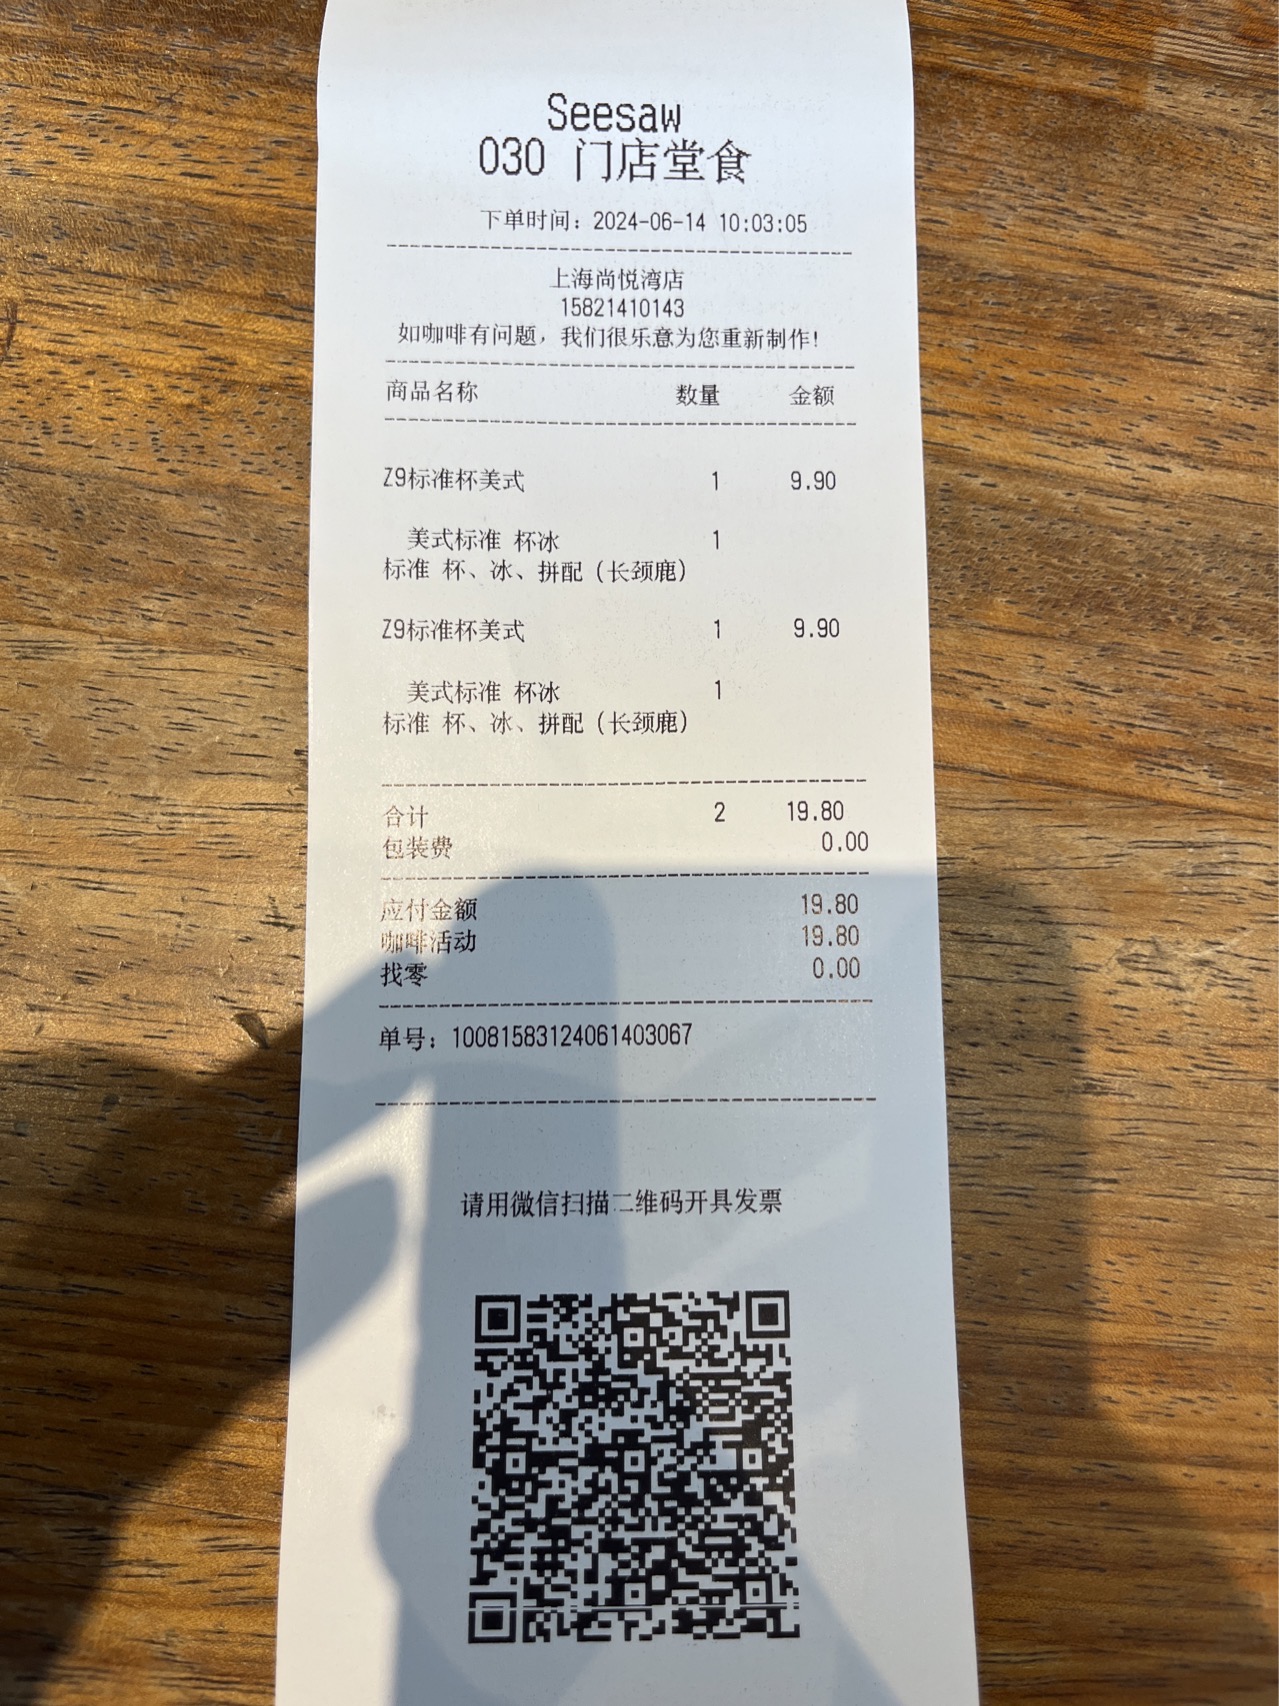 Seesaw
030 门店堂食
下单时间：2024-06-14 10:03:05
上海尚悦湾店
15821410143
如咖啡有问题，我们很乐意为您重新制作!
商品名称 数量 金额
Z9标准杯美式 1 9.90
美式标准 杯冰 1
标准 杯、冰、拼配（长颈鹿）
Z9标准杯美式 1 9.90
美式标准 杯冰 1
标准 杯、冰、拼配（长颈鹿）
合计 2 19.80
包装费 0.00
应付金额 19.80
咖啡活动 19.80
找零 0.00
单号：10081583124061403067
请用微信扫描二维码开具发票